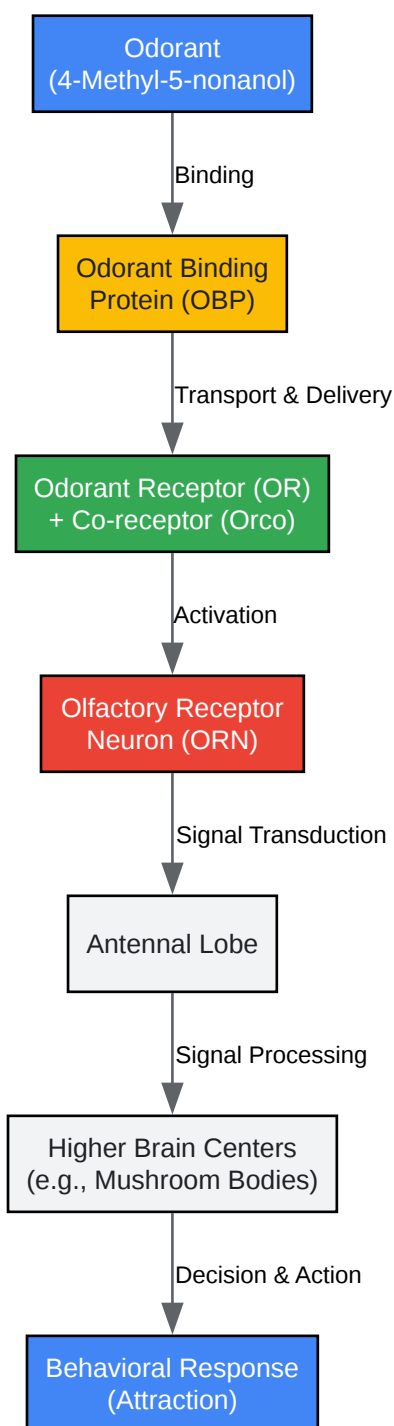 Odorant
(4-Methyl-5-nonanol)
Binding
Odorant Binding
Protein (OBP)
Transport & Delivery
Odorant Receptor (OR)
+ Co-receptor (Orco)
Activation
Olfactory Receptor
Neuron (ORN)
Signal Transduction
Antennal Lobe
Signal Processing
Higher Brain Centers
(e.g., Mushroom Bodies)
Decision & Action
Behavioral Response
(Attraction)